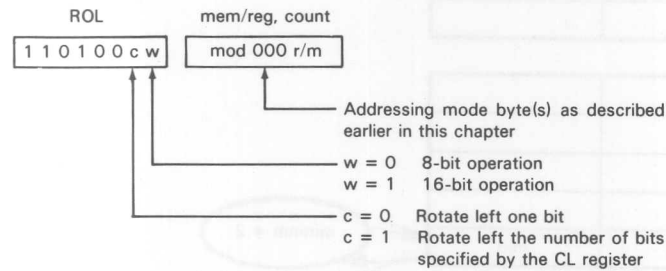 ROL mem/reg, count
1 1 0 1 0 0 c w mod 000 r/m
Addressing mode byte(s) as described
earlier in this chapter
w = 0 8-bit operation
w = 1 16-bit operation
c = 0. Rotate left one bit
c = 1 Rotate left the number of bits
specified by the CL register